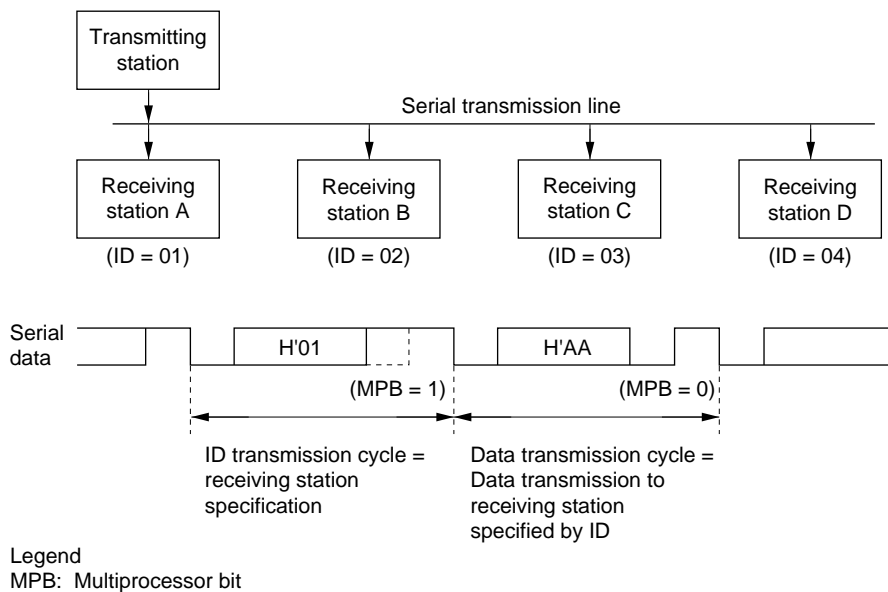 Transmitting
station
Serial transmission line
Receiving
station A
Receiving
station B
Receiving
station C
Receiving
station D
(ID = 01)
(ID = 02)
(ID = 03)
(ID = 04)
Serial
data
H'01
H'AA
(MPB = 1)
(MPB = 0)
ID transmission cycle =
receiving station
specification
Data transmission cycle =
Data transmission to
receiving station
specified by ID
Legend
MPB: Multiprocessor bit